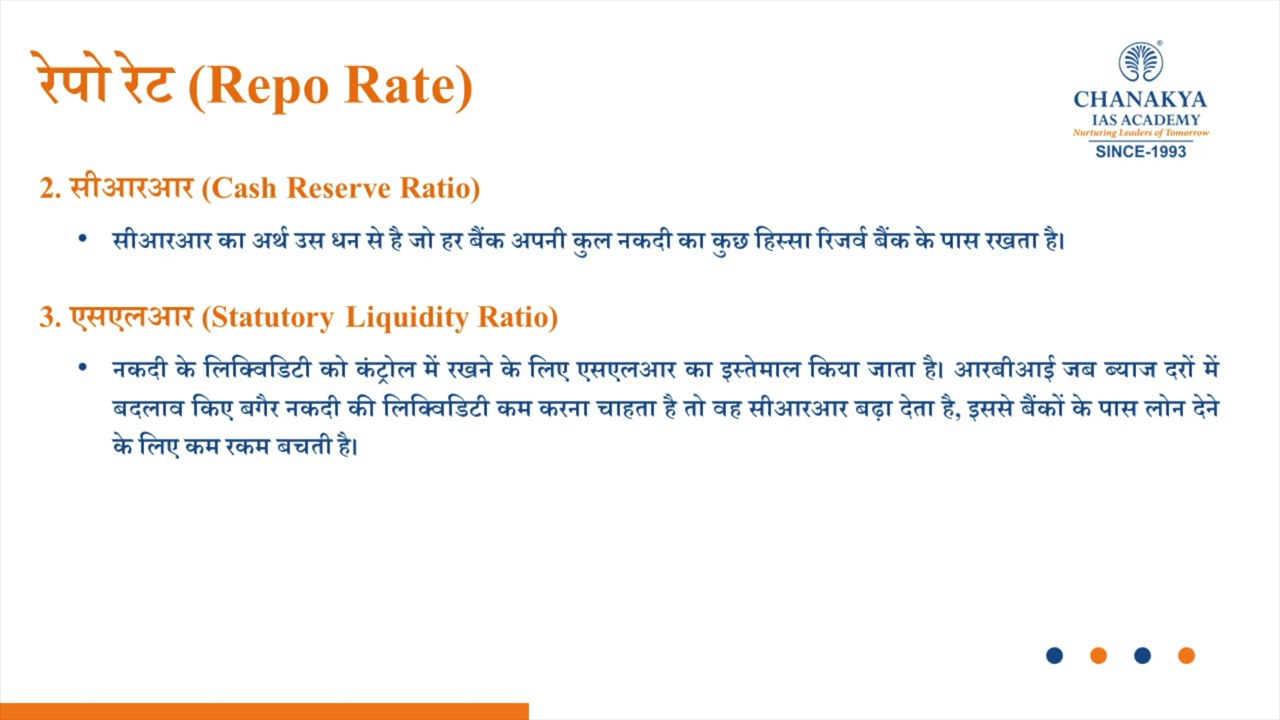 रेपो रेट (Repo Rate)
CHANAKYA
IAS ACADEMY
Nurturing Leaders of Tomorrow
SINCE-1993
2. सीआरआर (Cash Reserve Ratio)
• सीआरआर का अर्थ उस धन से है जो हर बैंक अपनी कुल नकदी का कुछ हिस्सा रिजर्व बैंक के पास रखता है।
3. एसएलआर (Statutory Liquidity Ratio)
• नकदी के लिक्विडिटी को कंट्रोल में रखने के लिए एसएलआर का इस्तेमाल किया जाता है। आरबीआई जब ब्याज दरों में
बदलाव किए बगैर नकदी की लिक्विडिटी कम करना चाहता है तो वह सीआरआर बढ़ा देता है, इससे बैंकों के पास लोन देने
के लिए कम रकम बचती है।